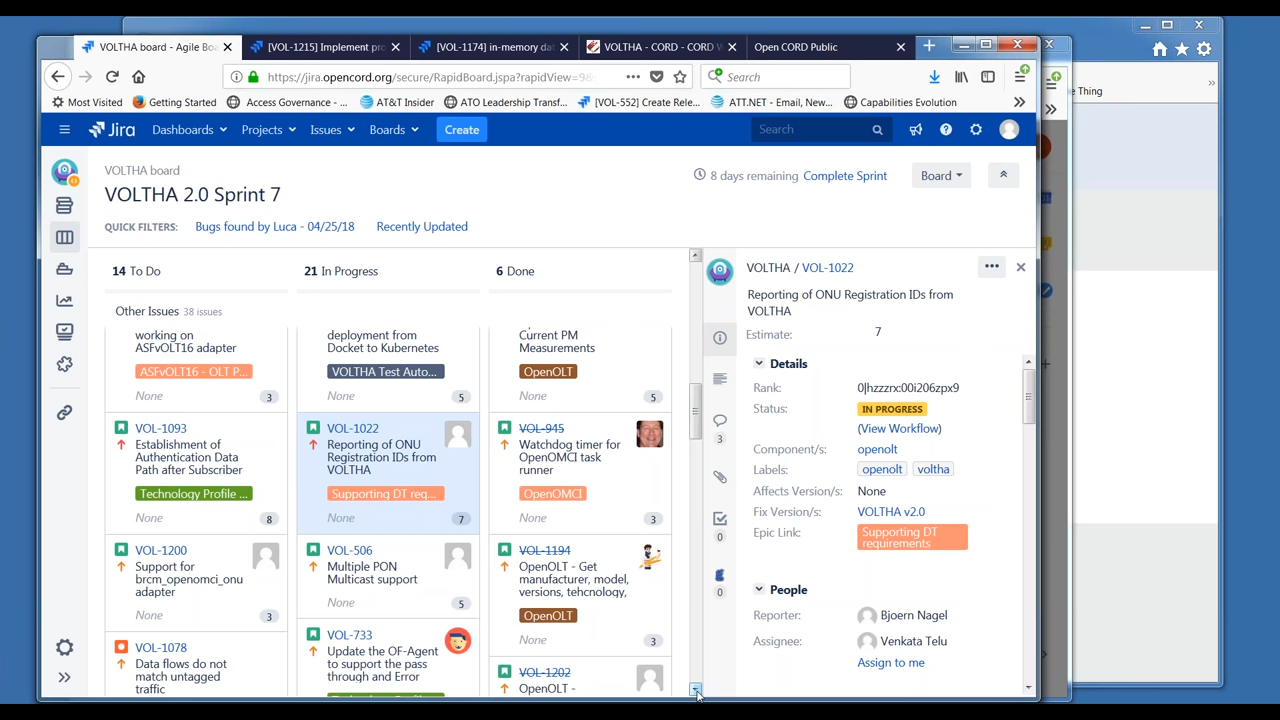 VOLTHA board - Agile Boa
[VOL-1215] Implement pro
[VOL-1174] in-memory dat
VOLTHA - CORD - CORD W
Open CORD Public
https://jira.opencord.org/secure/RapidBoard.jspa?rapidView=98
Search
Most Visited
Getting Started
Access Governance - ...
AT&T Insider
ATO Leadership Transf...
[VOL-552] Create Rele...
ATT.NET - Email, New...
Capabilities Evolution
e Thing
Jira
Dashboards
Projects
Issues
Boards
Create
Search
VOLTHA board
VOLTHA 2.0 Sprint 7
8 days remaining Complete Sprint
Board
QUICK FILTERS:
Bugs found by Luca - 04/25/18
Recently Updated
14 To Do
21 In Progress
6 Done
Other Issues 38 issues
working on
ASFvOLT16 adapter
ASFvOLT16 - OLT P...
None
3
VOL-1093
Establishment of
Authentication Data
Path after Subscriber
Technology Profile ...
None
8
VOL-1200
Support for
brcm_openomci_onu
adapter
None
3
VOL-1078
Data flows do not
match untagged
traffic
deployment from
Docket to Kubernetes
VOLTHA Test Auto...
None
5
VOL-1022
Reporting of ONU
Registration IDs from
VOLTHA
Supporting DT req...
None
7
VOL-506
Multiple PON
Multicast support
None
5
VOL-733
Update the OF-Agent
to support the pass
through and Error
Current PM
Measurements
OpenOLT
None
5
VOL-945
Watchdog timer for
OpenOMCI task
runner
OpenOMCI
None
3
VOL-1194
OpenOLT - Get
manufacturer, model,
versions, tehcnology,
OpenOLT
None
3
VOL-1202
OpenOLT -
VOLTHA / VOL-1022
Reporting of ONU Registration IDs from
VOLTHA
Estimate: 7
3
0
0
Details
Rank: 0|hzzzrx:00i206zpx9
Status: IN PROGRESS
(View Workflow)
Component/s: openolt
Labels: openolt voltha
Affects Version/s: None
Fix Version/s: VOLTHA v2.0
Epic Link: Supporting DT
requirements
People
Reporter: Bjoern Nagel
Assignee: Venkata Telu
Assign to me